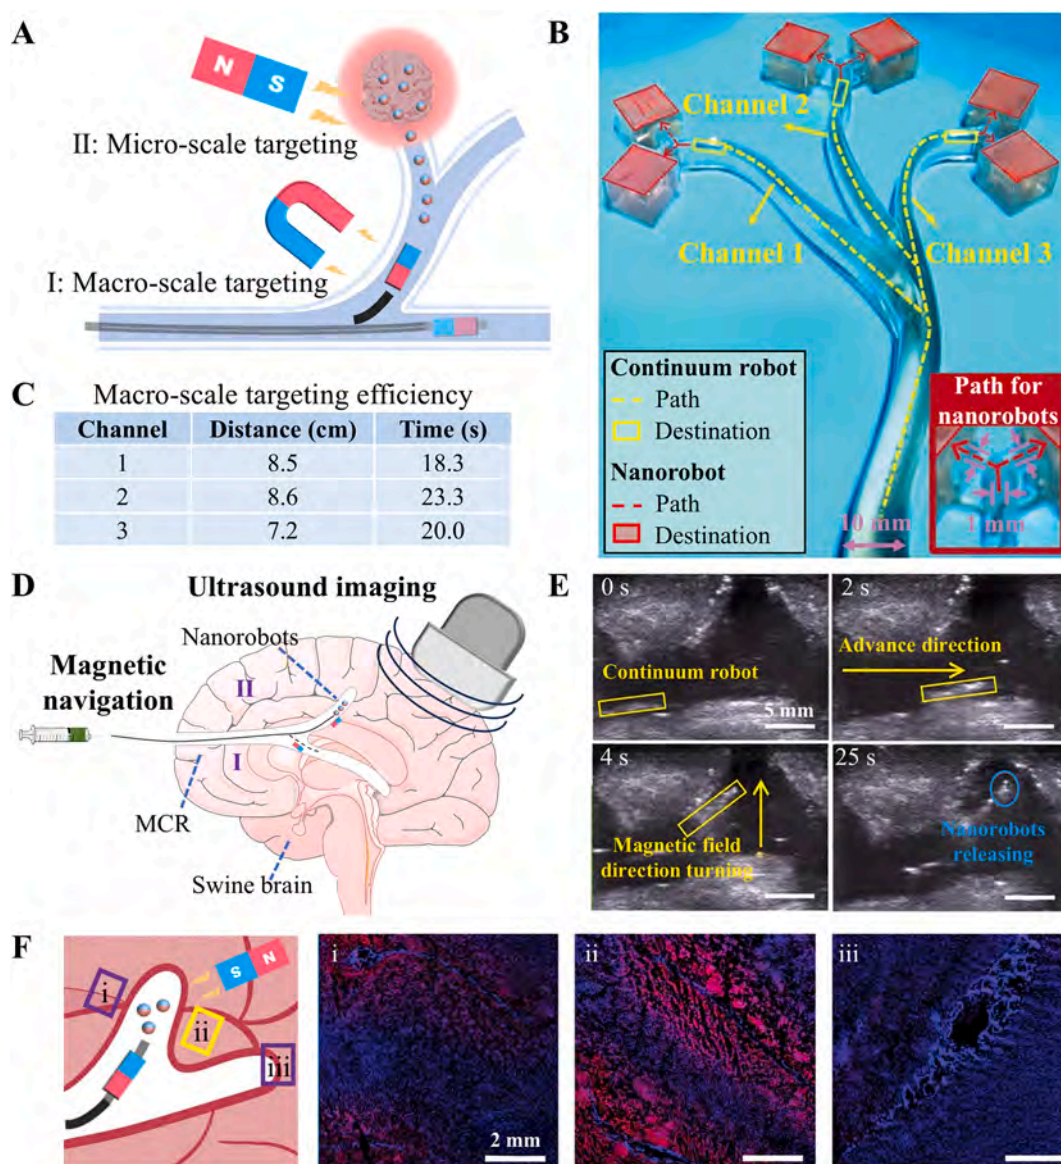 A
N S
II: Micro-scale targeting
I: Macro-scale targeting
B
Channel 2
Channel 1
Channel 3
Continuum robot
Path
Destination
Nanorobot
Path
Destination
Path for
nanorobots
10 mm
1 mm
C
Macro-scale targeting efficiency
Channel Distance (cm) Time (s)
1 8.5 18.3
2 8.6 23.3
3 7.2 20.0
D
Ultrasound imaging
Nanorobots
Magnetic
navigation
II
I
MCR
Swine brain
E
0 s
Continuum robot
5 mm
2 s
Advance direction
4 s
Magnetic field
direction turning
25 s
Nanorobots
releasing
F
i
S N
ii
iii
i
2 mm
ii
iii